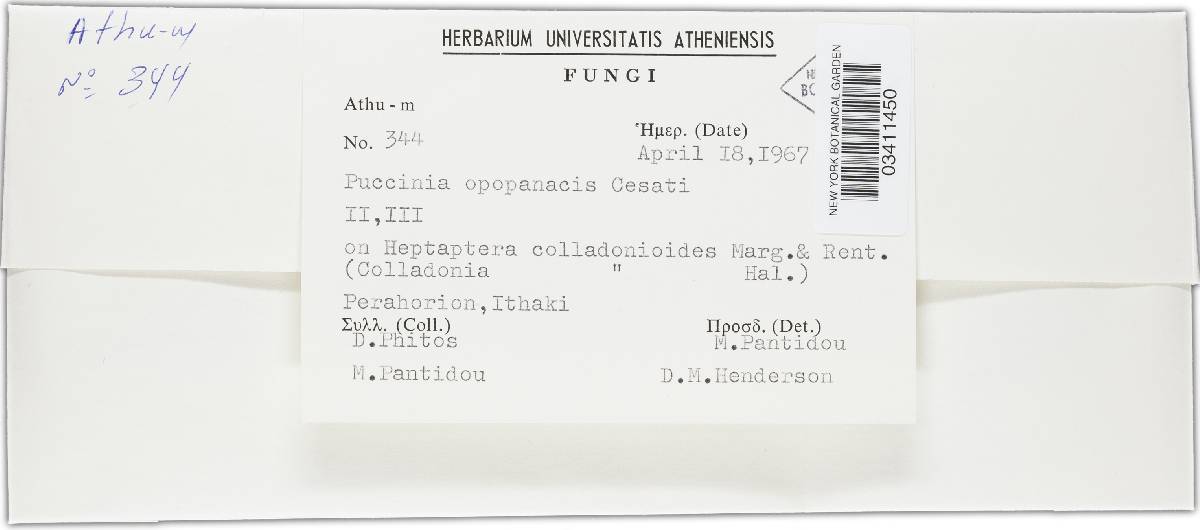 Athu-m
Nº 344
HERBARIUM UNIVERSITATIS ATHENIENSIS
FUNGI
Athu - m
No. 344
Ἡμερ. (Date)
April I8,I967
Puccinia opopanacis Cesati
II,III
on Heptaptera colladonioides Marg.& Rent.
(Colladonia " Hal.)
Perahorion,Ithaki
Συλλ. (Coll.)
Προσδ. (Det.)
D.Phitos
M.Pantidou
M.Pantidou
D.M.Henderson
NEW YORK BOTANICAL GARDEN
03411450